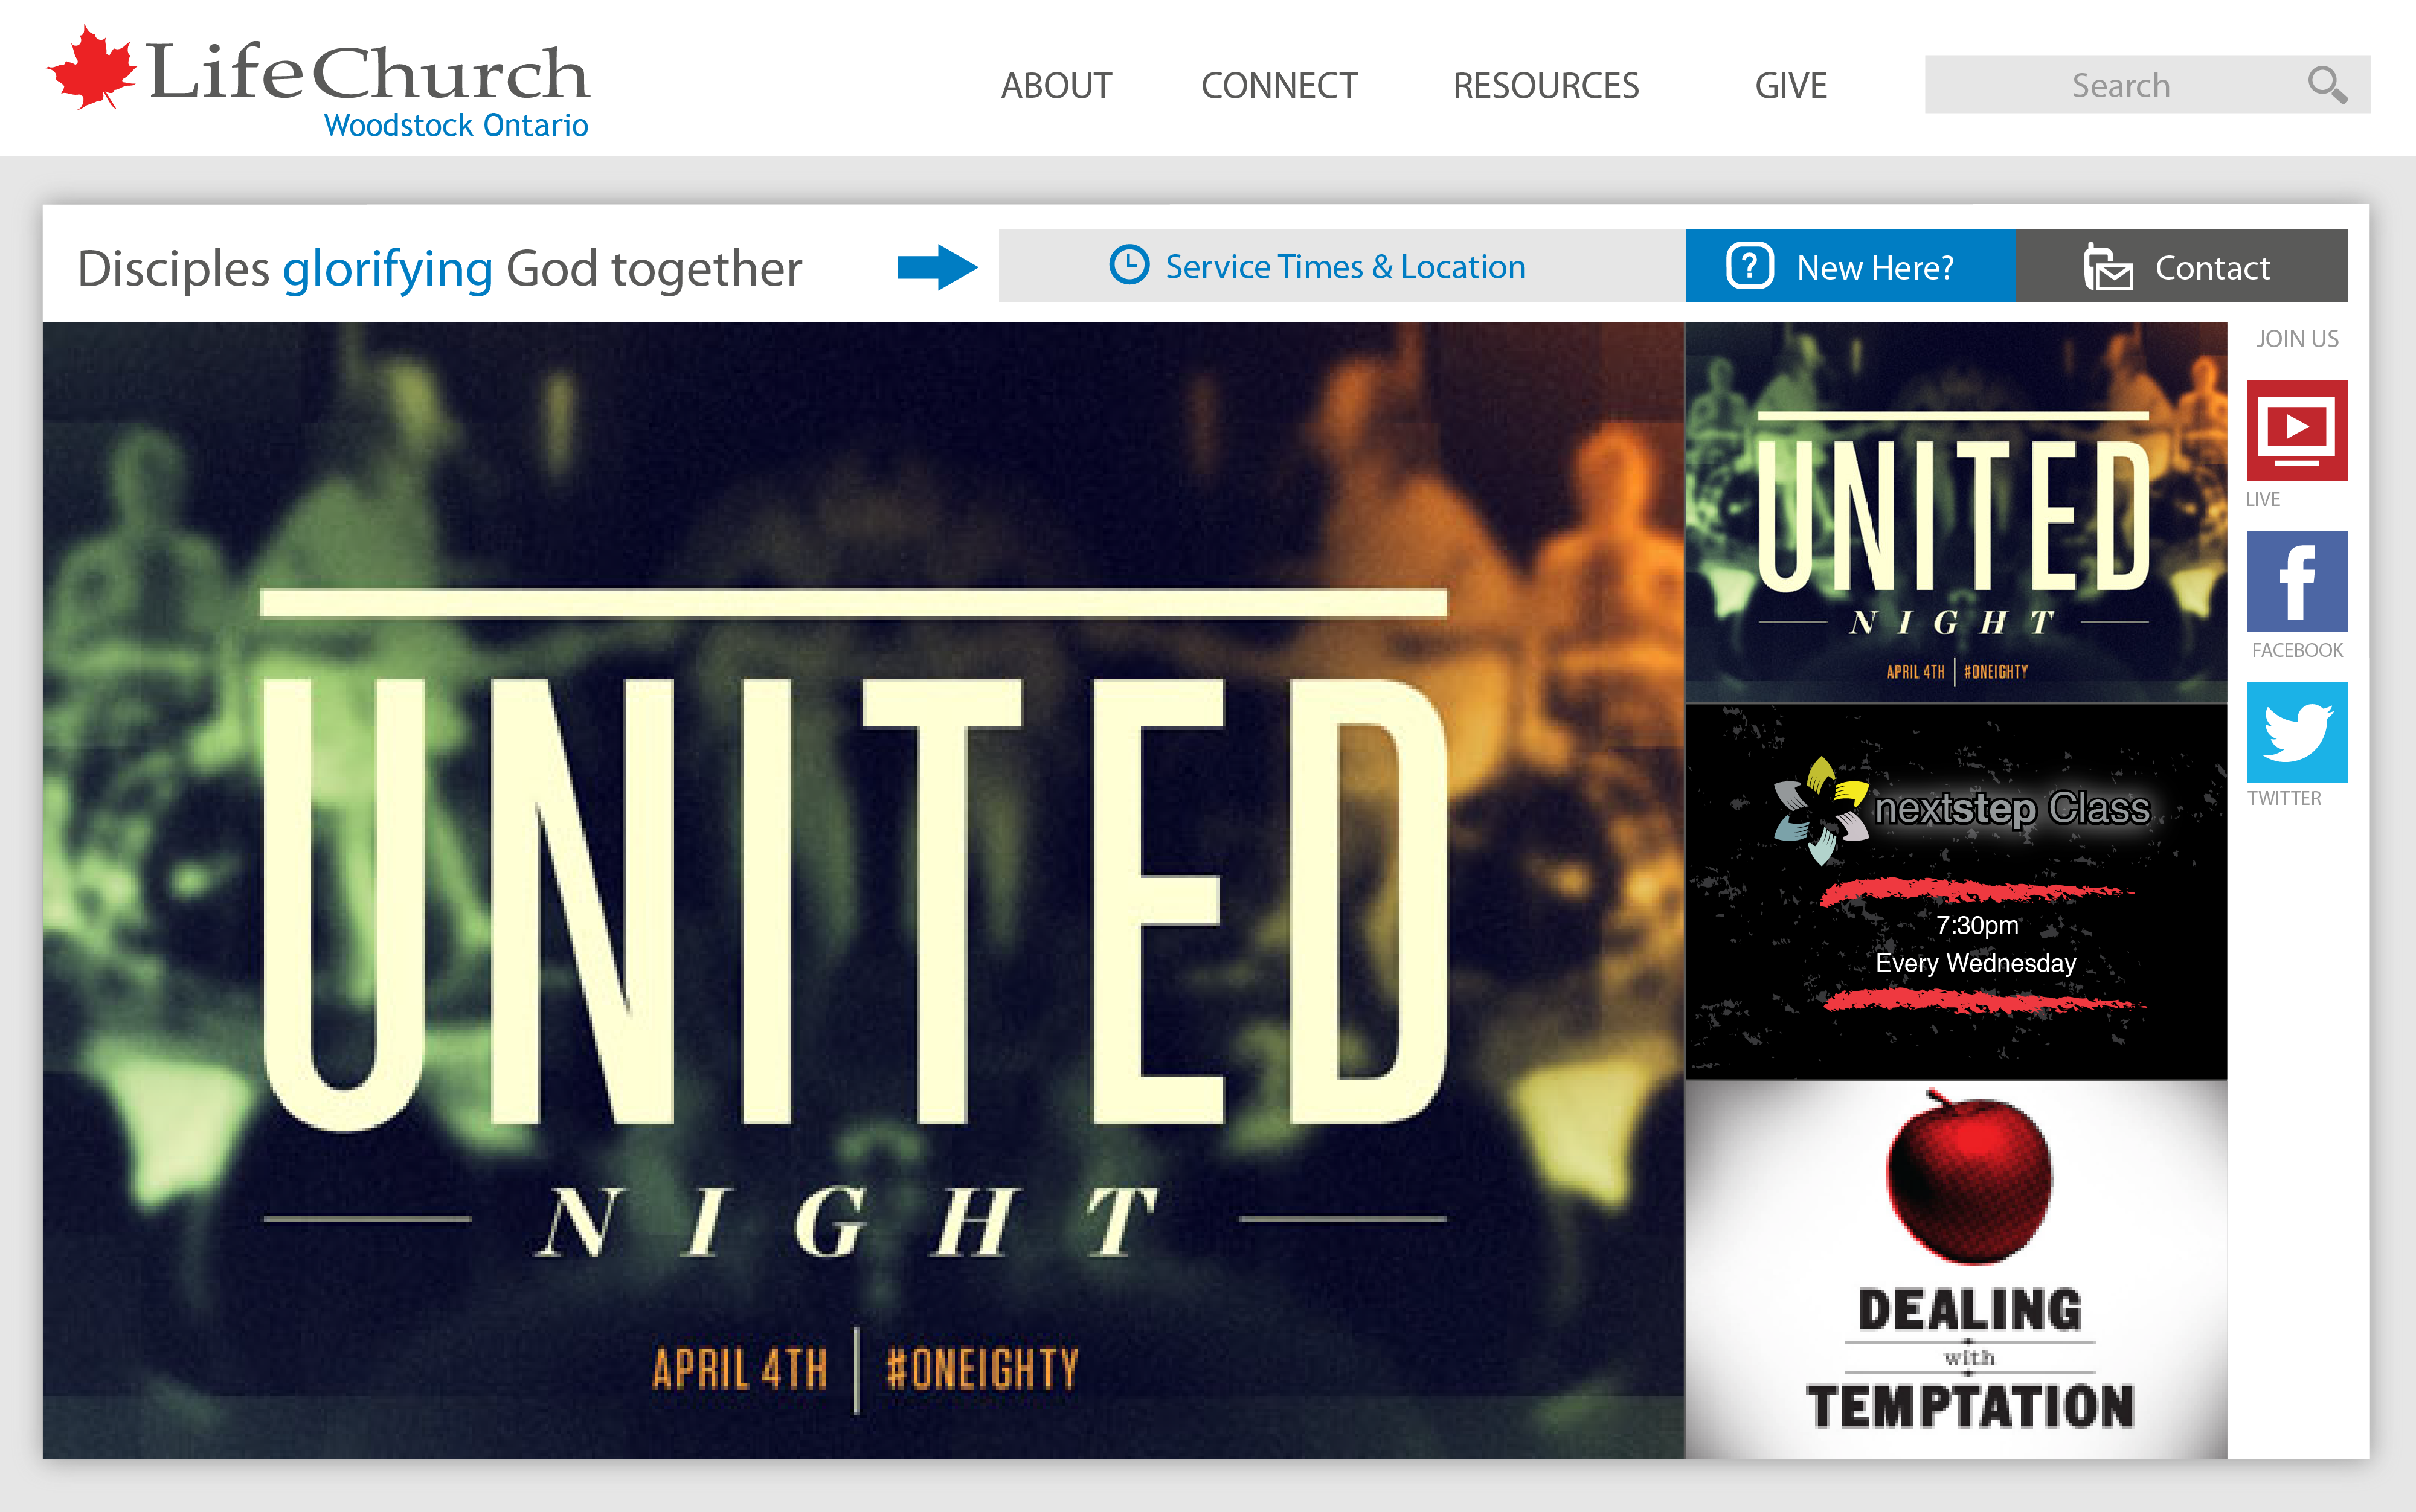 LifeChurch
Woodstock Ontario
ABOUT
CONNECT
RESOURCES
GIVE
Search
Disciples glorifying God together
Service Times & Location
? New Here?
Contact
UNITED
NIGHT
APRIL 4TH | #ONEIGHTY
UNITED
NIGHT
APRIL 4TH | #ONEIGHTY
nextstep Class
7:30pm
Every Wednesday
DEALING
with
TEMPTATION
JOIN US
LIVE
f
FACEBOOK
TWITTER